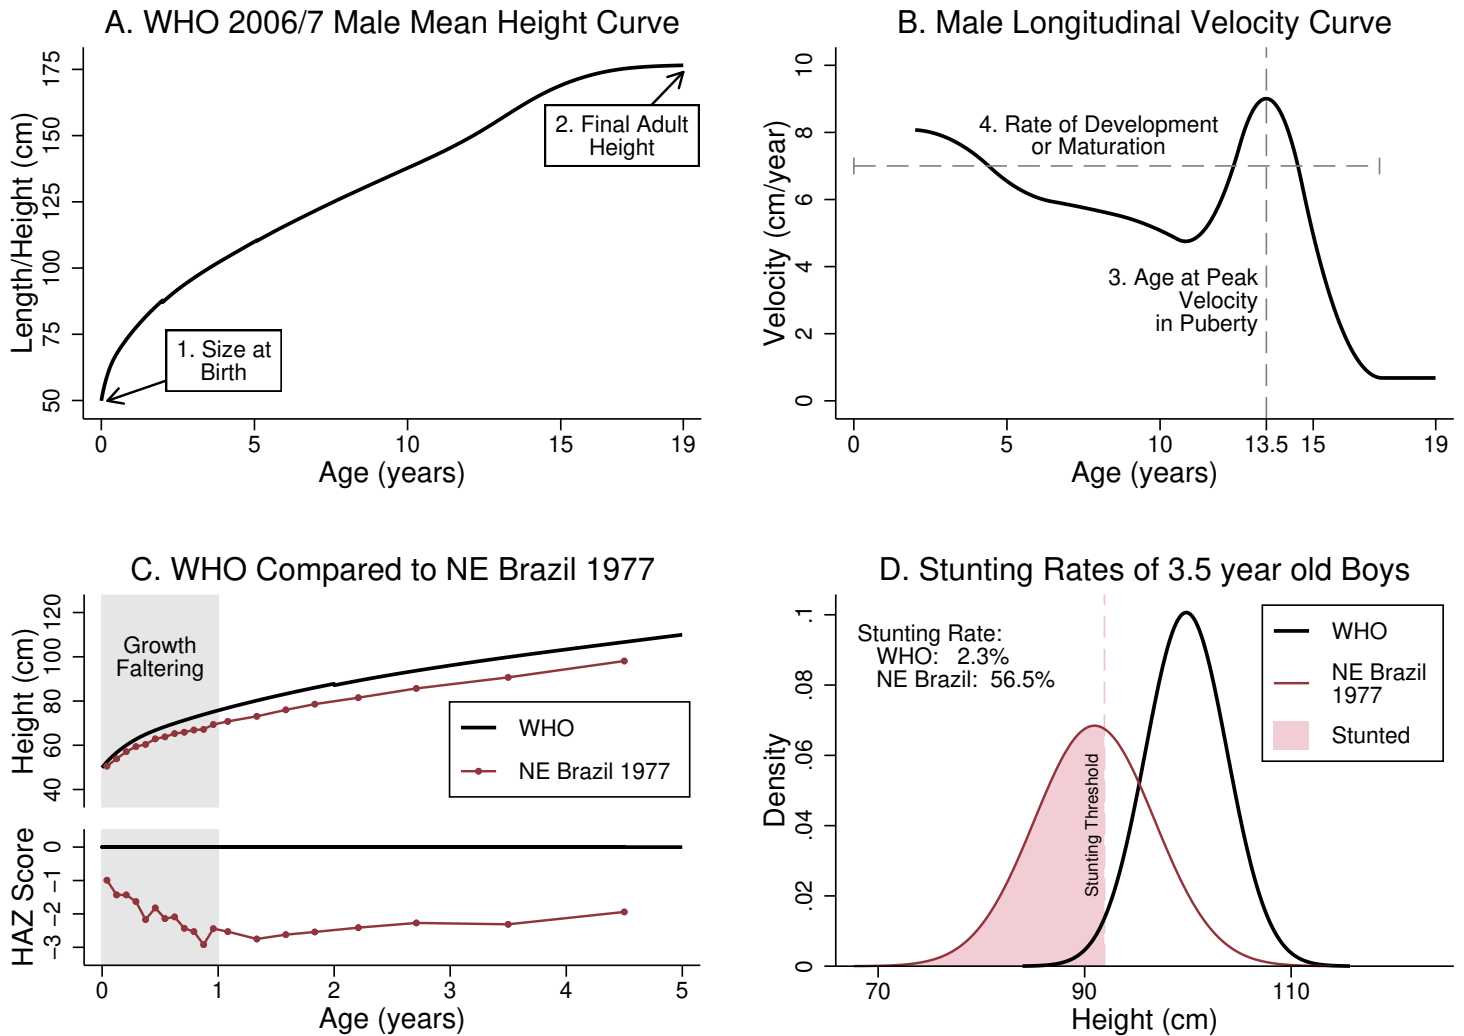 A. WHO 2006/7 Male Mean Height Curve
Length/Height (cm)
175
150
125
100
75
50
2. Final Adult
Height
1. Size at
Birth
0 5 10 15 19
Age (years)
B. Male Longitudinal Velocity Curve
Velocity (cm/year)
10
8
6
4
2
0
4. Rate of Development
or Maturation
3. Age at Peak
Velocity
in Puberty
0 5 10 13.5 15 19
Age (years)
C. WHO Compared to NE Brazil 1977
Height (cm)
120
100
80
60
40
Growth
Faltering
WHO
NE Brazil 1977
HAZ Score
0
−1
−2
−3
0 1 2 3 4 5
Age (years)
D. Stunting Rates of 3.5 year old Boys
Density
.1
.08
.06
.04
.02
0
Stunting Rate:
WHO: 2.3%
NE Brazil: 56.5%
Stunting Threshold
WHO
NE Brazil
1977
Stunted
70 90 110
Height (cm)